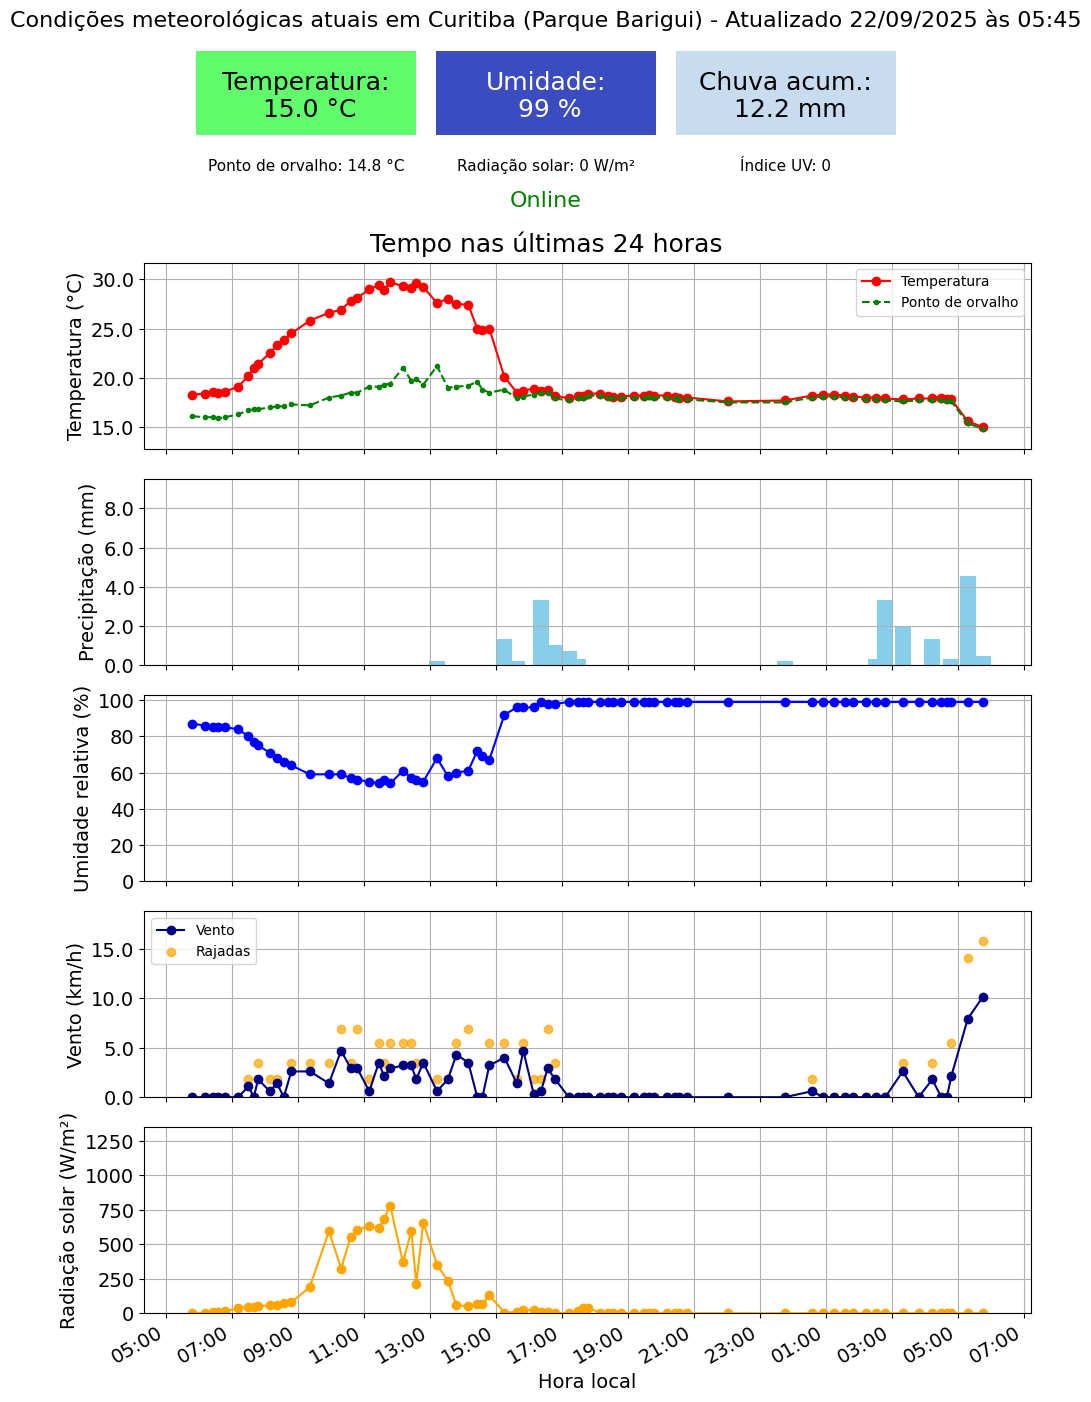 Condições meteorológicas atuais em Curitiba (Parque Barigui) - Atualizado 22/09/2025 às 05:45
Temperatura:
15.0 °C
Umidade:
99 %
Chuva acum.:
12.2 mm
Ponto de orvalho: 14.8 °C
Radiação solar: 0 W/m²
Índice UV: 0
Online
Tempo nas últimas 24 horas
Temperatura (°C)
30.0
25.0
20.0
15.0
Temperatura
Ponto de orvalho
Precipitação (mm)
8.0
6.0
4.0
2.0
0.0
Umidade relativa (%)
100
80
60
40
20
0
Vento (km/h)
15.0
10.0
5.0
0.0
Vento
Rajadas
Radiação solar (W/m²)
1250
1000
750
500
250
0
05:00
07:00
09:00
11:00
13:00
15:00
17:00
19:00
21:00
23:00
01:00
03:00
05:00
07:00
Hora local